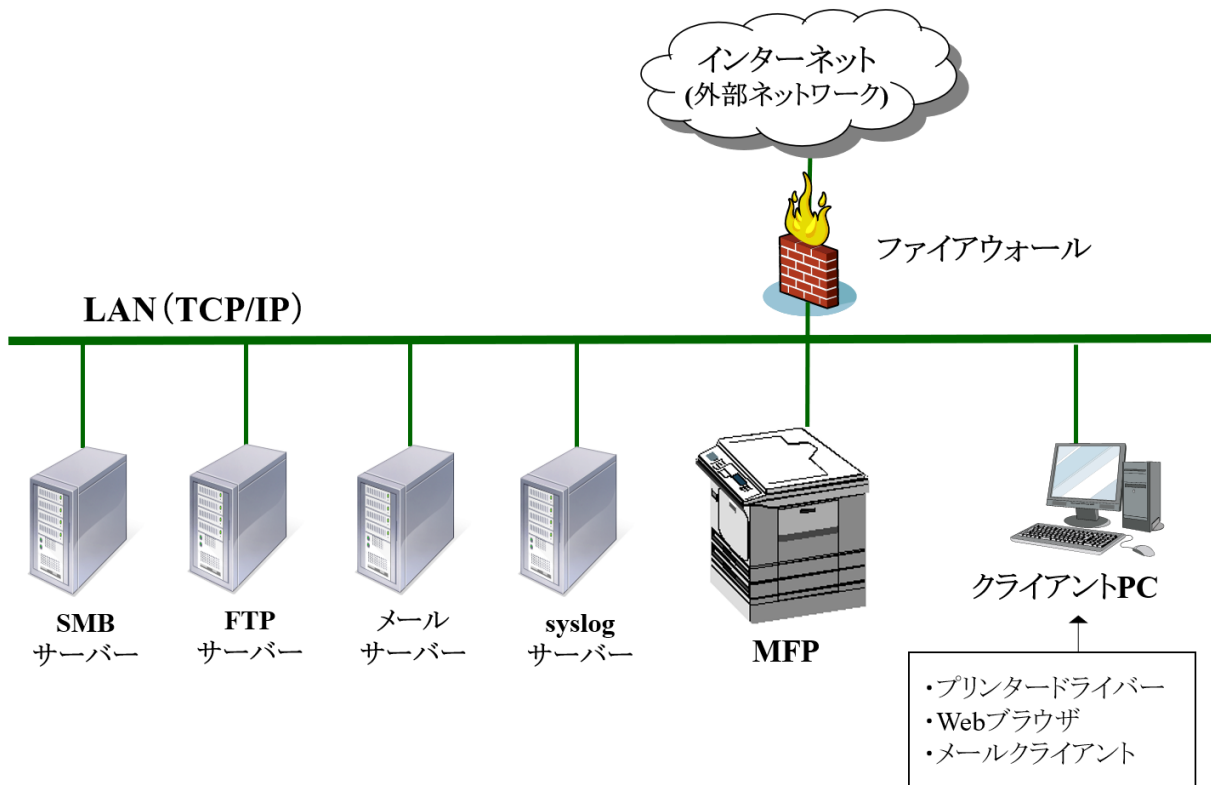 インターネット
(外部ネットワーク)
ファイアウォール
LAN（TCP/IP）
SMB
サーバー
FTP
サーバー
メール
サーバー
syslog
サーバー
MFP
クライアントPC
・プリンタードライバー
・Webブラウザ
・メールクライアント